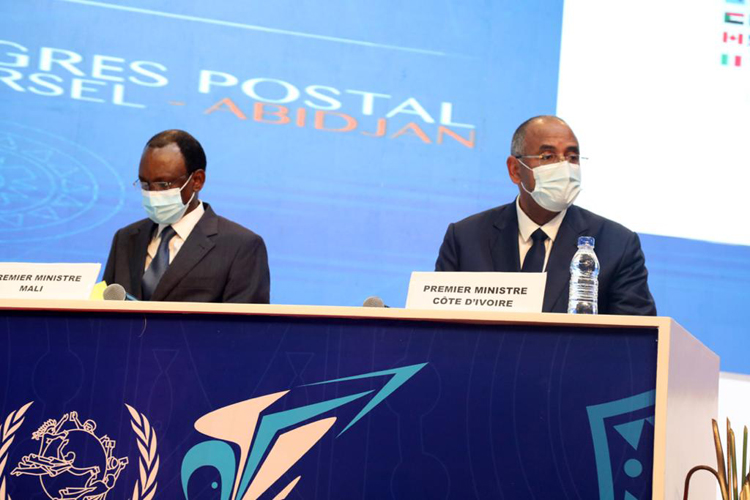 GRES POSTAL
RSEL - ABIDJAN
PREMIER MINISTRE
MALI
PREMIER MINISTRE
CÔTE D'IVOIRE